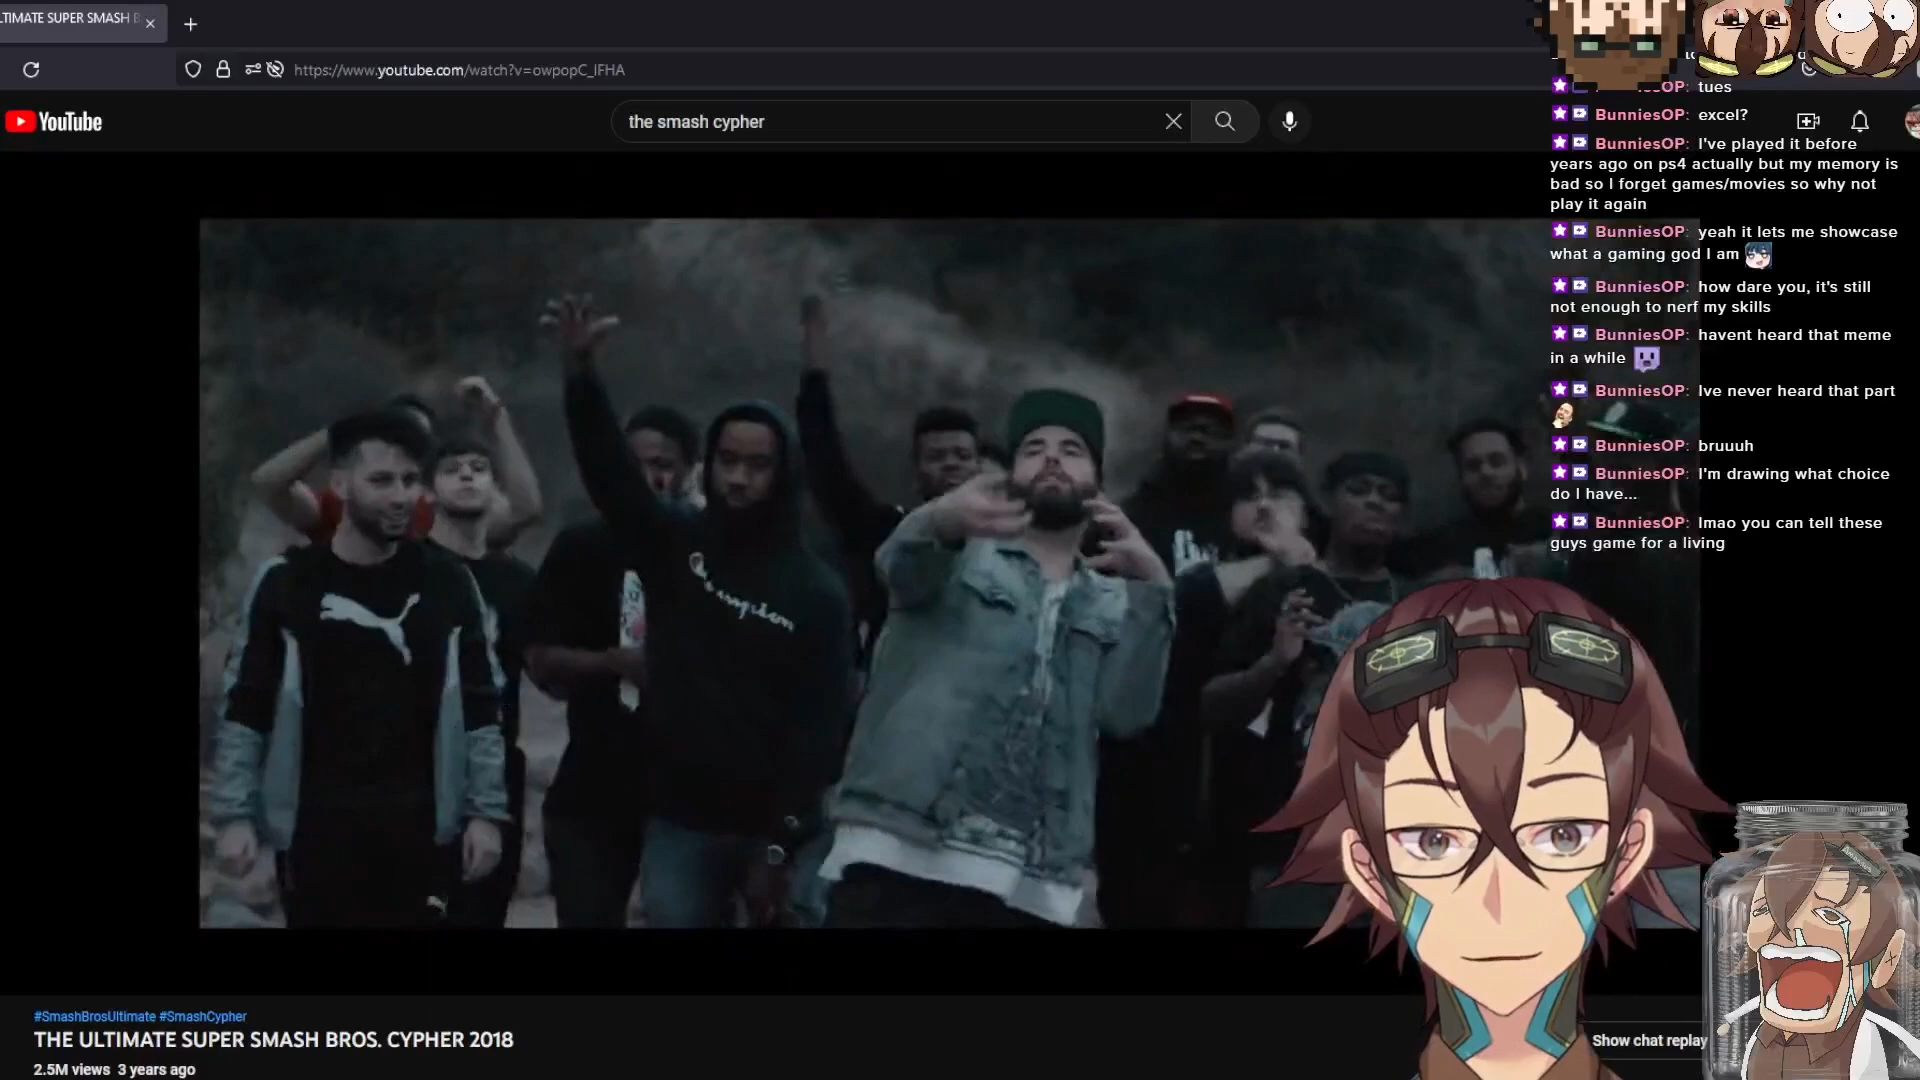 LTIMATE SUPER SMASH B
https://www.youtube.com/watch?v=owpopC_lFHA
YouTube
the smash cypher
tues
BunniesOP: excel?
BunniesOP: I've played it before
years ago on ps4 actually but my memory is
bad so I forget games/movies so why not
play it again
BunniesOP: yeah it lets me showcase
what a gaming god I am
BunniesOP: how dare you, it's still
not enough to nerf my skills
BunniesOP: havent heard that meme
in a while
BunniesOP: Ive never heard that part
BunniesOP: bruuuh
BunniesOP: I'm drawing what choice
do I have...
BunniesOP: lmao you can tell these
guys game for a living
Champion
#SmashBrosUltimate #SmashCypher
THE ULTIMATE SUPER SMASH BROS. CYPHER 2018
2.5M views 3 years ago
Show chat replay